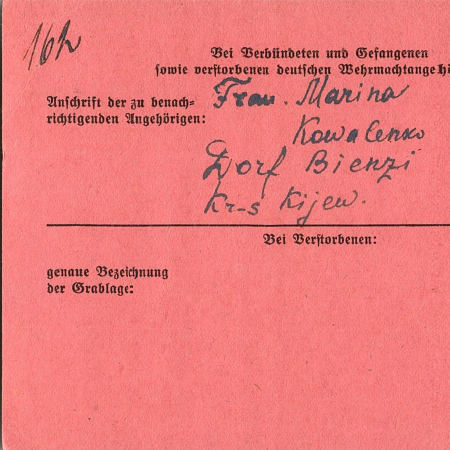 16h
Bei Verbündeten und Gefangenen
sowie verstorbenen deutschen Wehrmachtangehö
Anschrift der zu benach-
richtigenden Angehörigen:
Frau. Marina
Kowalenko
Dorf Bienzi
Kr-s Kijew.
Bei Verstorbenen:
genaue Bezeichnung
der Grablage: